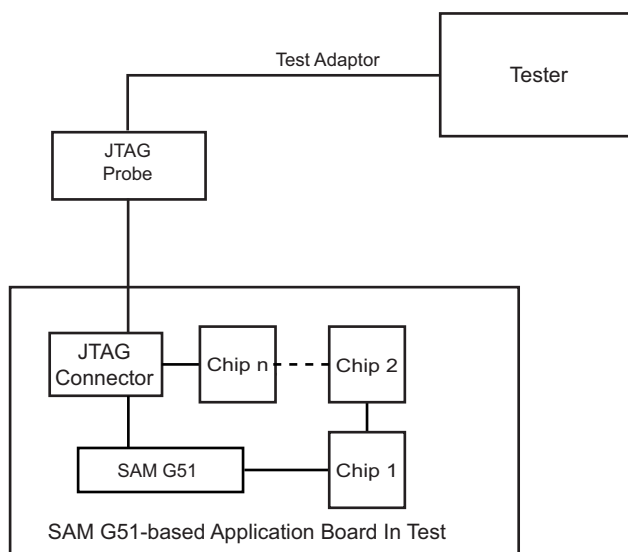 Test Adaptor
Tester
JTAG
Probe
JTAG
Connector
Chip n
Chip 2
SAM G51
Chip 1
SAM G51-based Application Board In Test